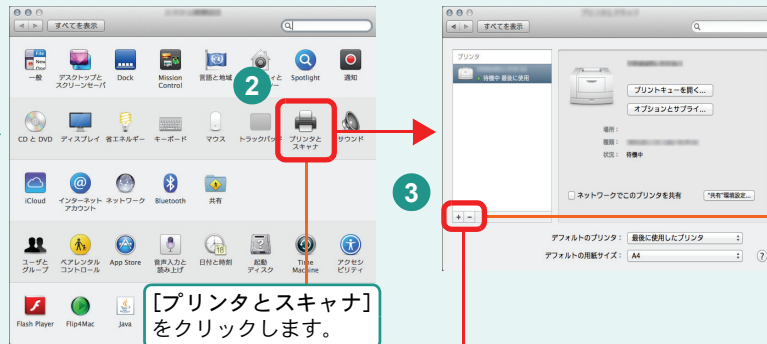 すべてを表示
一般
デスクトップと
スクリーンセーバ
Dock
Mission
Control
言語と地域
Spotlight
通知
2
CD と DVD
ディスプレイ
省エネルギー
キーボード
マウス
トラックパッド
プリンタと
スキャナ
サウンド
iCloud
インターネット
アカウント
ネットワーク
Bluetooth
共有
ユーザと
グループ
ペアレンタル
コントロール
App Store
音声入力と
読み上げ
日付と時刻
起動
ディスク
Time
Machine
アクセシ
ビリティ
Flash Player
Flip4Mac
Java
[プリンタとスキャナ]
をクリックします。
すべてを表示
プリンタ
待機中 最後に使用
プリントキューを開く...
オプションとサプライ...
場所：
種類：
状況： 待機中
3
ネットワークでこのプリンタを共有
"共有"環境設定...
+ −
デフォルトのプリンタ： 最後に使用したプリンタ
デフォルトの用紙サイズ： A4
?